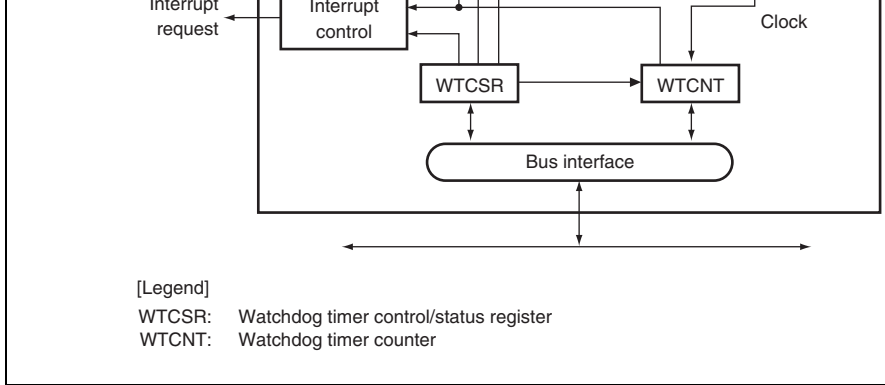 Interrupt
request
Interrupt
control
Clock
WTCSR
WTCNT
Bus interface
[Legend]
WTCSR: Watchdog timer control/status register
WTCNT: Watchdog timer counter